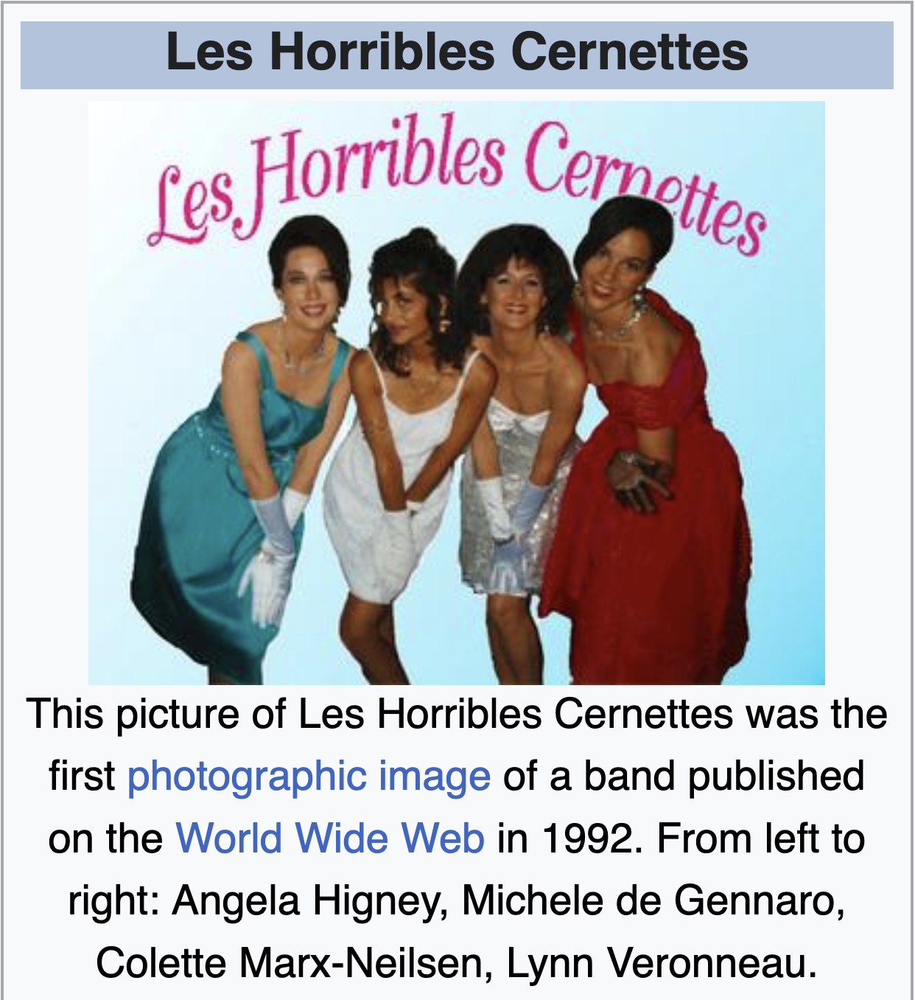 Les Horribles Cernettes
Les Horribles Cernettes
This picture of Les Horribles Cernettes was the
first photographic image of a band published
on the World Wide Web in 1992. From left to
right: Angela Higney, Michele de Gennaro,
Colette Marx-Neilsen, Lynn Veronneau.